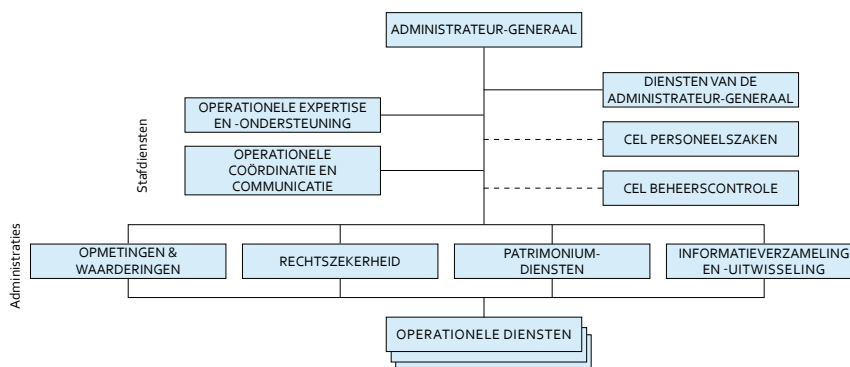 ADMINISTRATEUR-GENERAAL
DIENSTEN VAN DE
ADMINISTRATEUR-GENERAAL
OPERATIONELE EXPERTISE
EN -ONDERSTEUNING
CEL PERSONEELSZAKEN
Stafdiensten
OPERATIONELE
COÖRDINATIE EN
COMMUNICATIE
CEL BEHEERSCONTROLE
Administraties
OPMETINGEN &
WAARDERINGEN
RECHTSZEKERHEID
PATRIMONIUM-
DIENSTEN
INFORMATIEVERZAMELING
EN -UITWISSELING
OPERATIONELE DIENSTEN